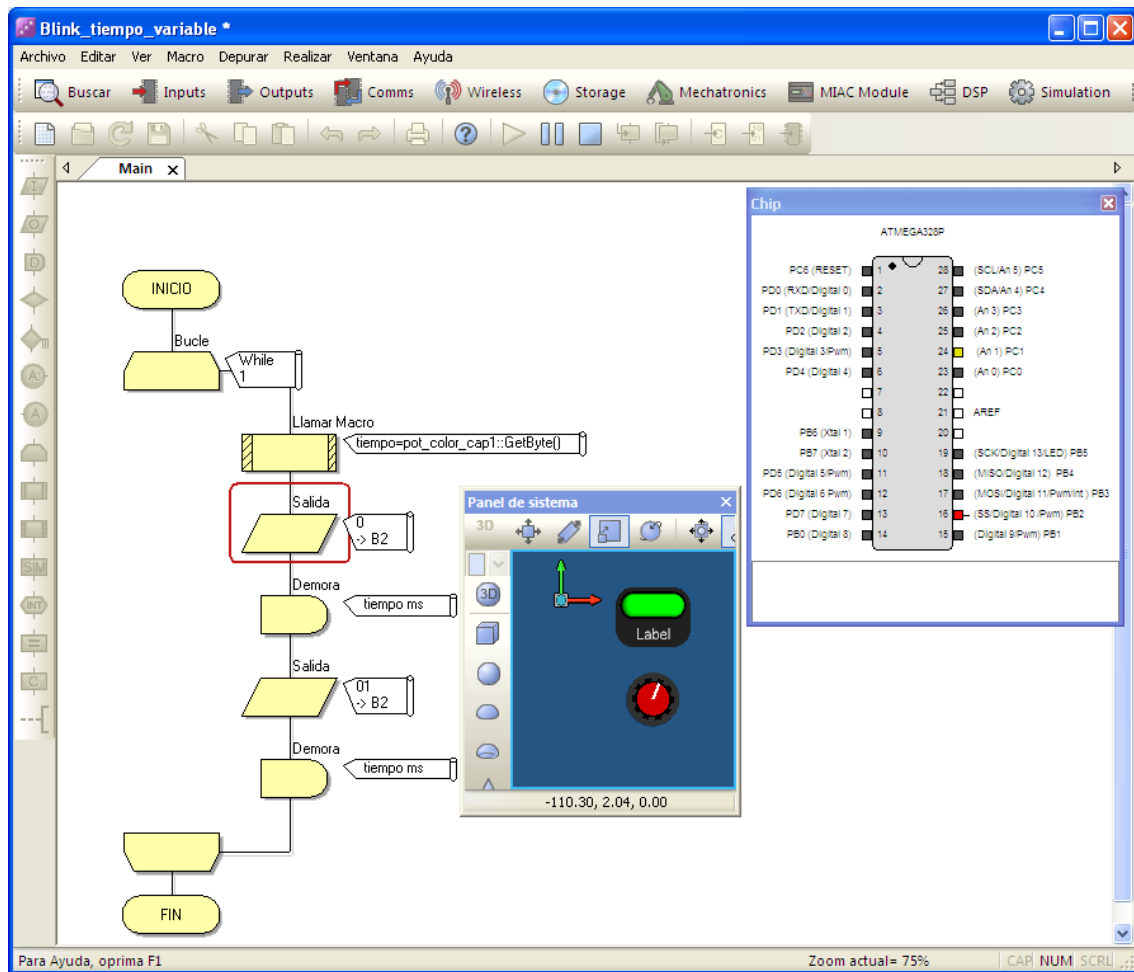 Blink_tiempo_variable *
Archivo Editar Ver Macro Depurar Realizar Ventana Ayuda
Buscar Inputs Outputs Comms Wireless Storage Mechatronics MIAC Module DSP Simulation
Main
INICIO
Bucle
While
1
Llamar Macro
tiempo=pot_color_cap1::GetByte()
Salida
0
-> B2
Demora
tiempo ms
Salida
01
-> B2
Demora
tiempo ms
FIN
D
A:
A
SIM
INT
C
Panel de sistema
3D
3D
Label
-110.30, 2.04, 0.00
Chip
ATMEGA328P
PC6 (RESET) 1 28 (SCL/An 5) PC5
PD0 (RXD/Digital 0) 2 27 (SDA/An 4) PC4
PD1 (TXD/Digital 1) 3 26 (An 3) PC3
PD2 (Digital 2) 4 25 (An 2) PC2
PD3 (Digital 3/Pwm) 5 24 (An 1) PC1
PD4 (Digital 4) 6 23 (An 0) PC0
7 22
8 21 AREF
PB6 (Xtal 1) 9 20
PB7 (Xtal 2) 10 19 (SCK/Digital 13/LED) PB5
PD5 (Digital 5/Pwm) 11 18 (MISO/Digital 12) PB4
PD6 (Digital 6 Pwm) 12 17 (MOSI/Digital 11/Pwm/Int ) PB3
PD7 (Digital 7) 13 16 (SS/Digital 10 /Pwm) PB2
PB0 (Digital 8) 14 15 (Digital 9/Pwm) PB1
Para Ayuda, oprima F1
Zoom actual= 75%
CAP NUM SCRL